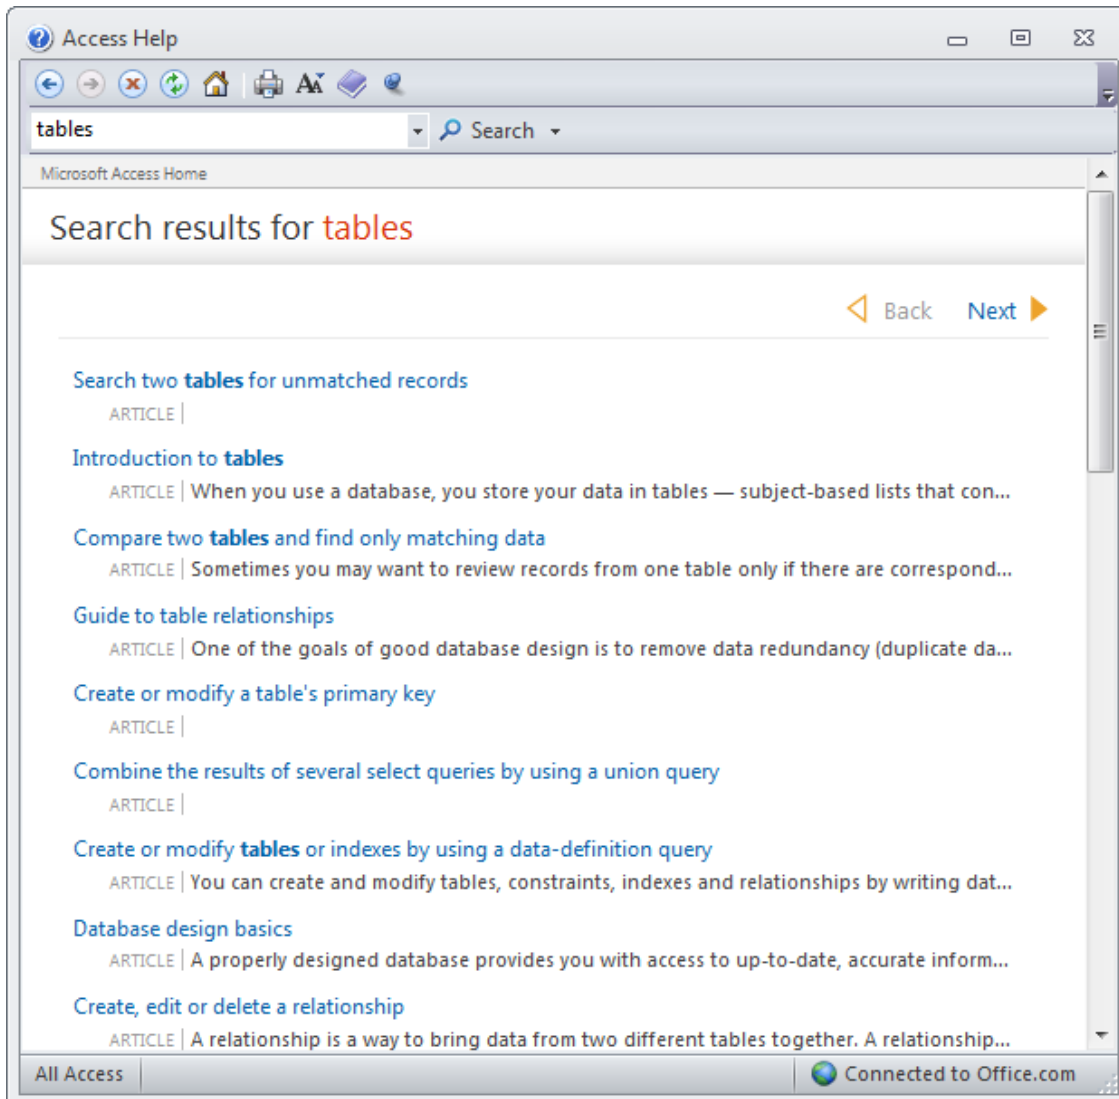 Access Help
tables
Search
Microsoft Access Home
Search results for tables
Back Next
Search two tables for unmatched records
ARTICLE |
Introduction to tables
ARTICLE | When you use a database, you store your data in tables — subject-based lists that con...
Compare two tables and find only matching data
ARTICLE | Sometimes you may want to review records from one table only if there are correspond...
Guide to table relationships
ARTICLE | One of the goals of good database design is to remove data redundancy (duplicate da...
Create or modify a table's primary key
ARTICLE |
Combine the results of several select queries by using a union query
ARTICLE |
Create or modify tables or indexes by using a data-definition query
ARTICLE | You can create and modify tables, constraints, indexes and relationships by writing dat...
Database design basics
ARTICLE | A properly designed database provides you with access to up-to-date, accurate inform...
Create, edit or delete a relationship
ARTICLE | A relationship is a way to bring data from two different tables together. A relationship...
All Access
Connected to Office.com